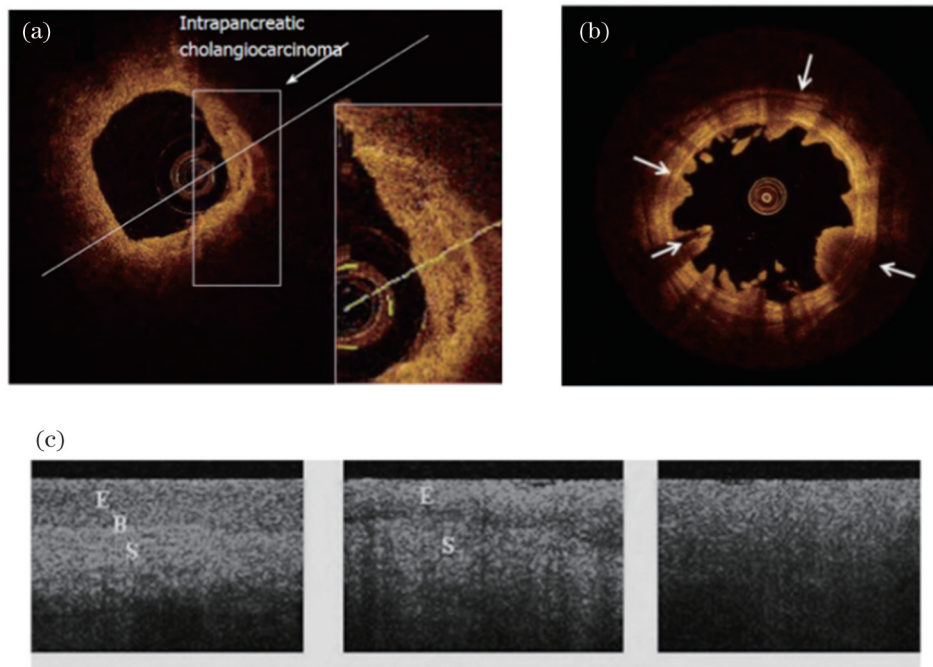 (a)
Intrapancreatic
cholangiocarcinoma
(b)
(c)
E
B
S
E
S